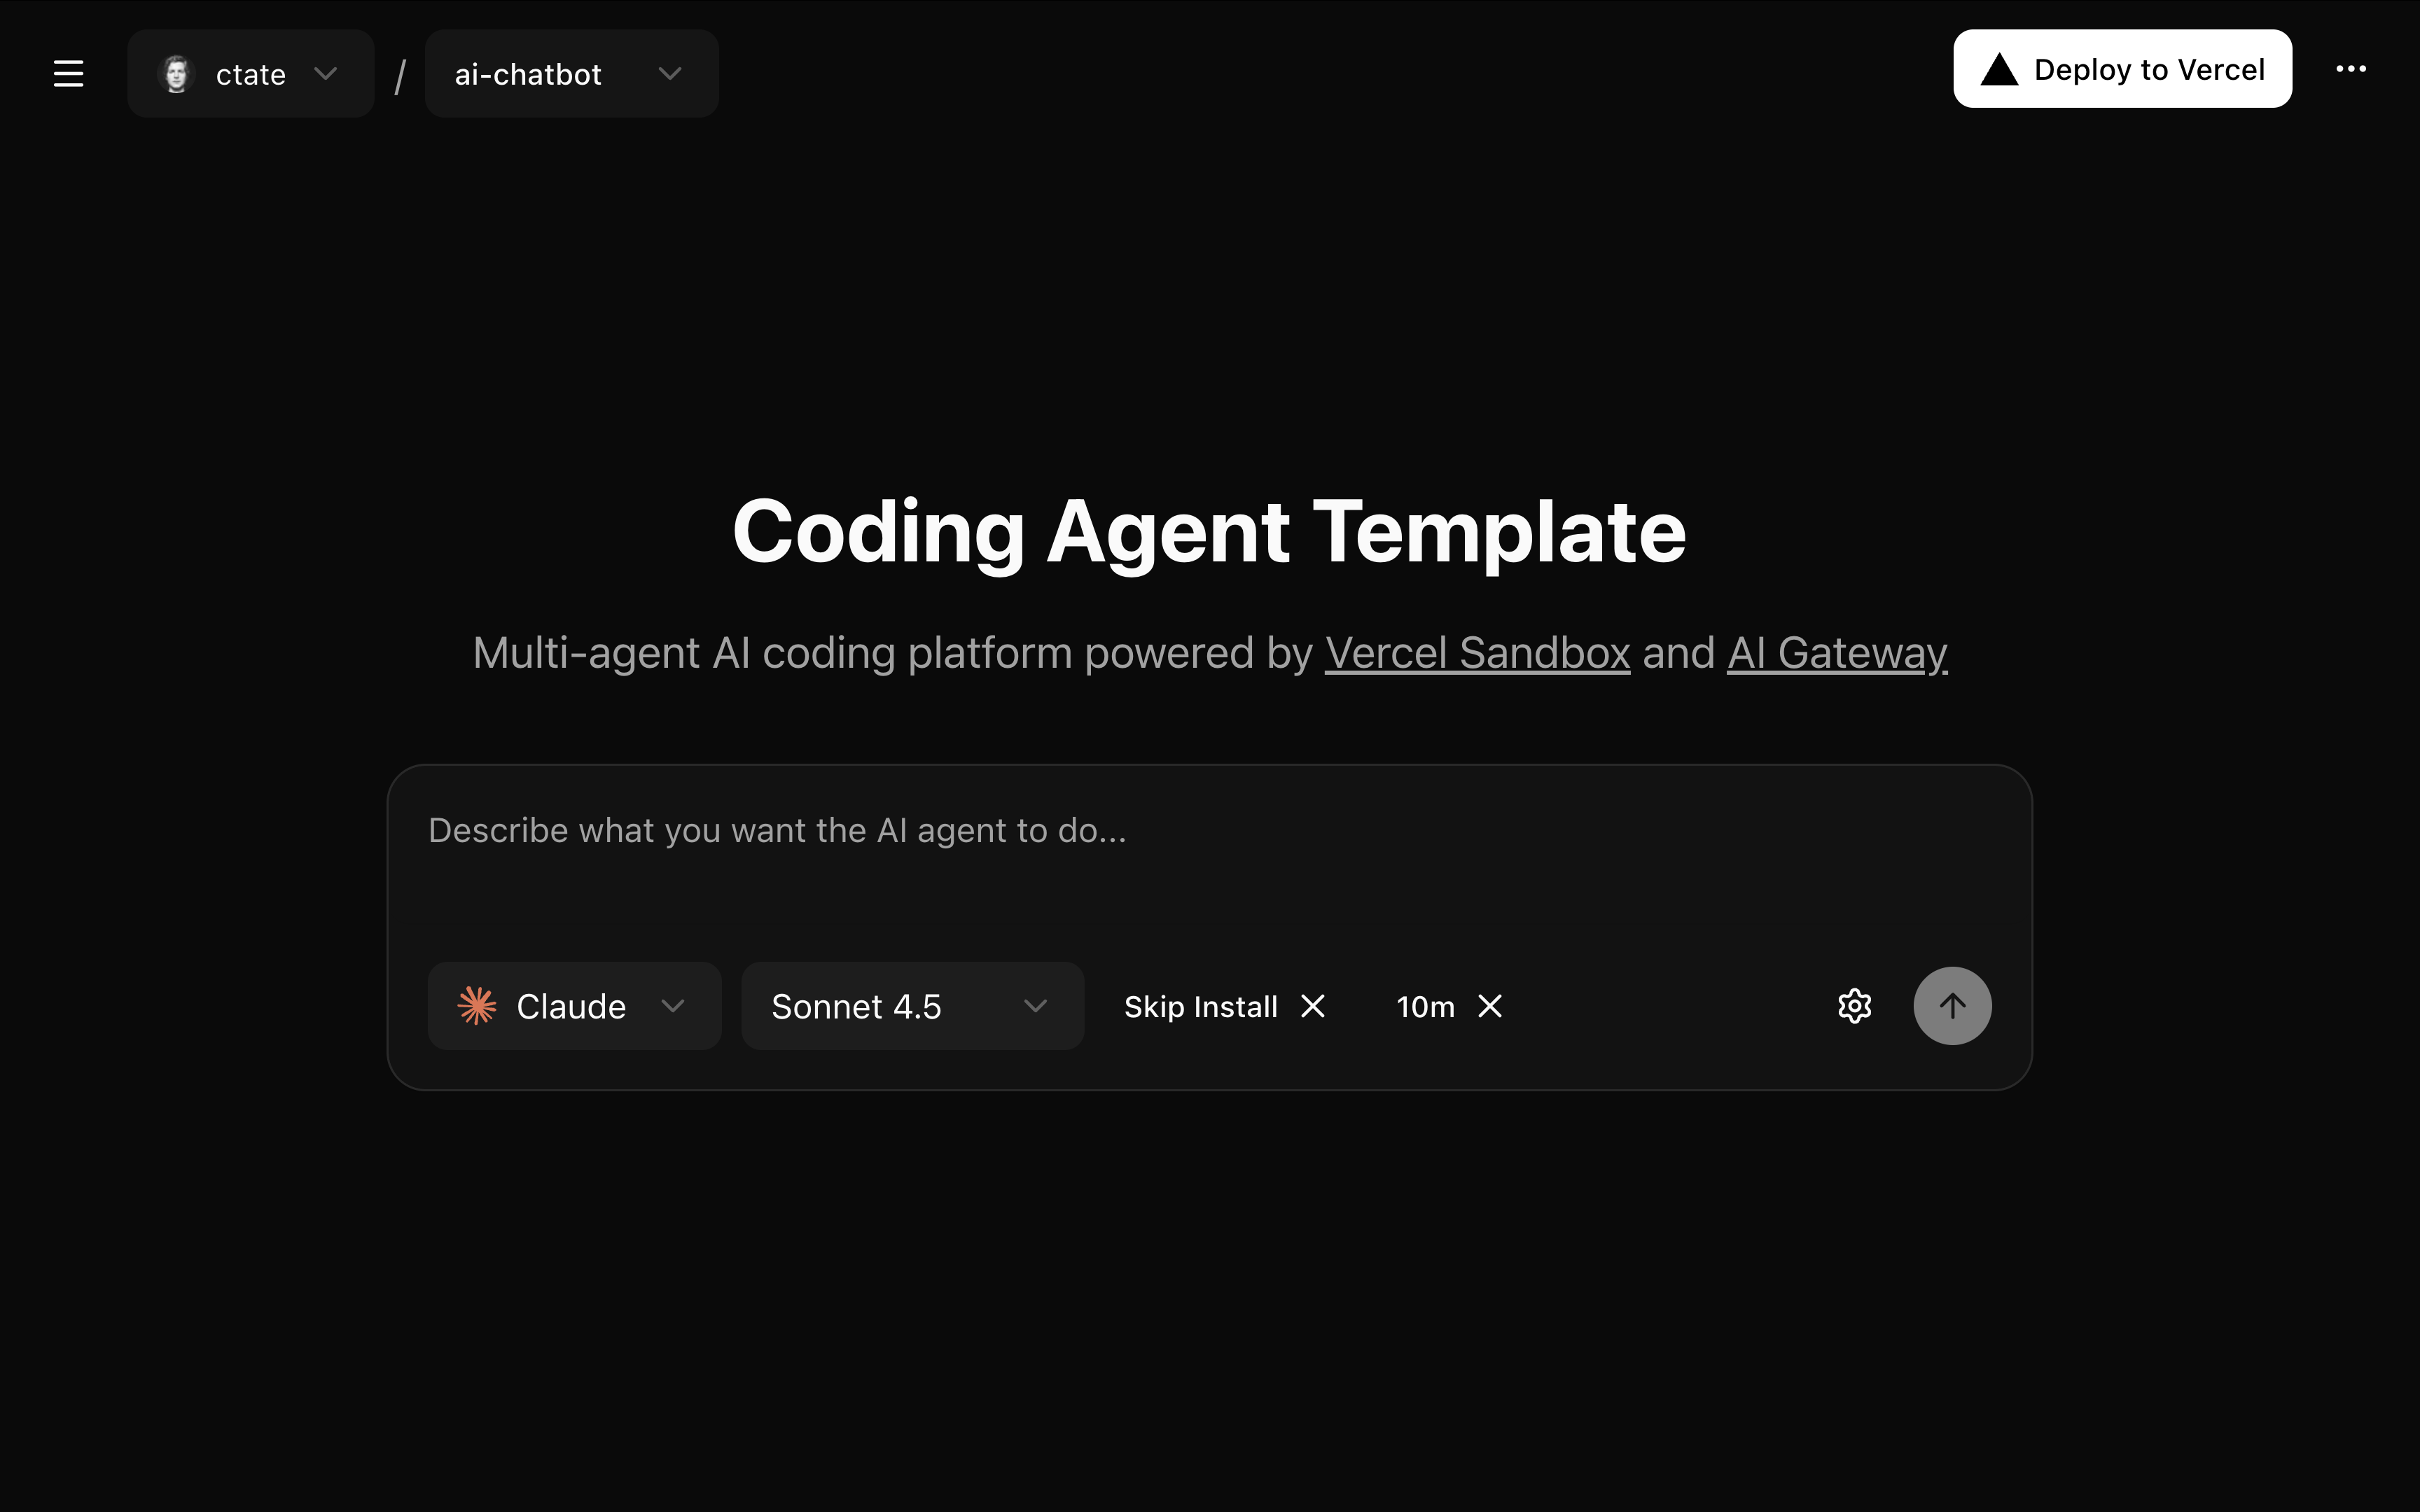 ctate / ai-chatbot Deploy to Vercel
Coding Agent Template
Multi-agent AI coding platform powered by Vercel Sandbox and AI Gateway
Describe what you want the AI agent to do...
Claude Sonnet 4.5 Skip Install 10m